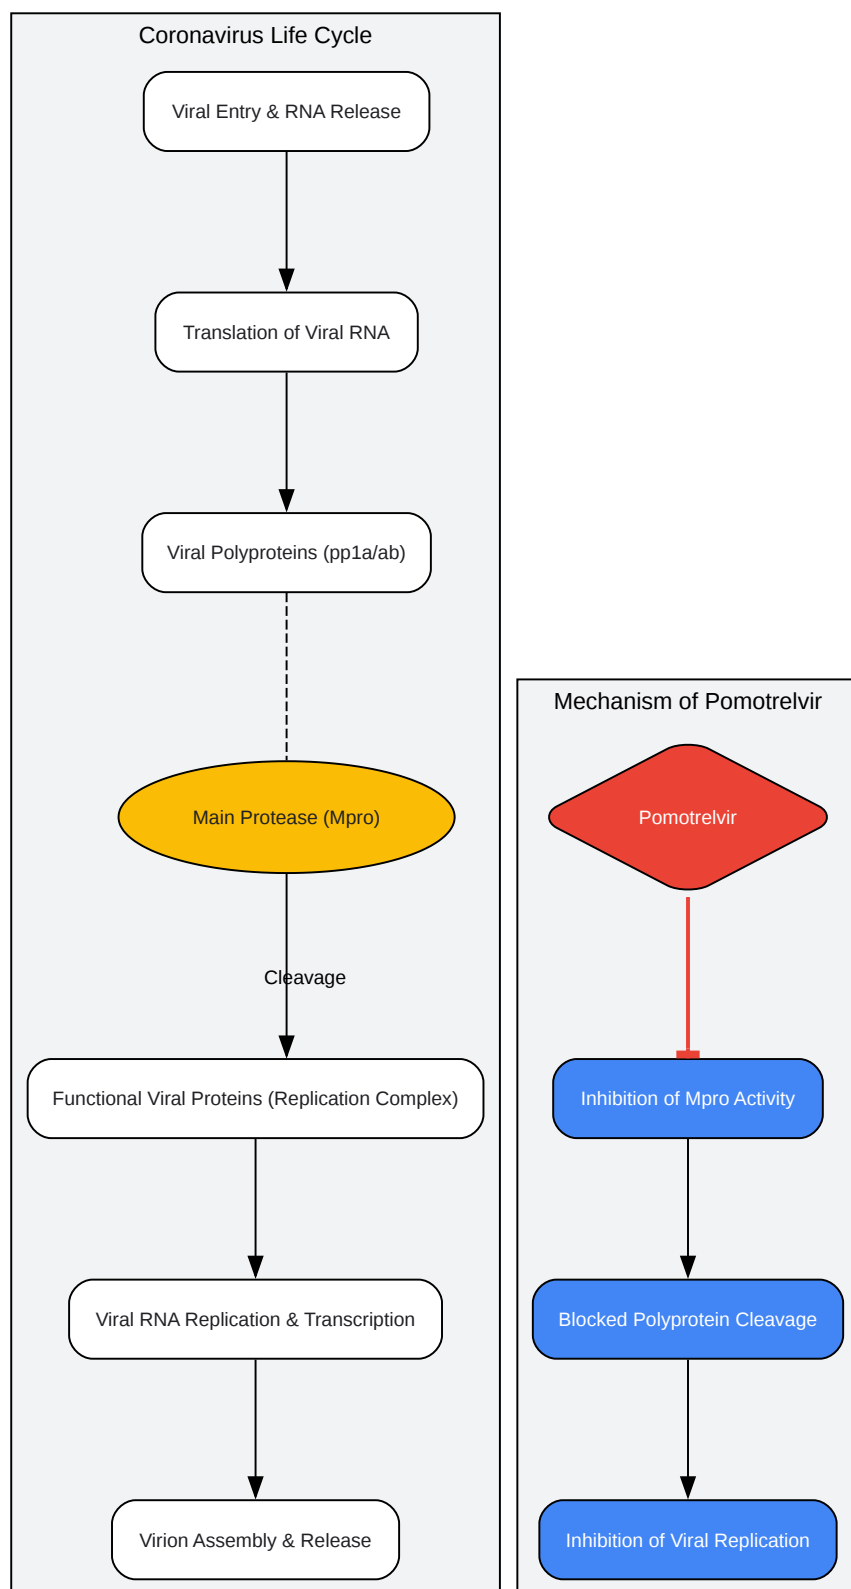 Coronavirus Life Cycle
Viral Entry & RNA Release
Translation of Viral RNA
Viral Polyproteins (pp1a/ab)
Main Protease (Mpro)
Cleavage
Functional Viral Proteins (Replication Complex)
Viral RNA Replication & Transcription
Virion Assembly & Release
Mechanism of Pomotrelvir
Pomotrelvir
Inhibition of Mpro Activity
Blocked Polyprotein Cleavage
Inhibition of Viral Replication